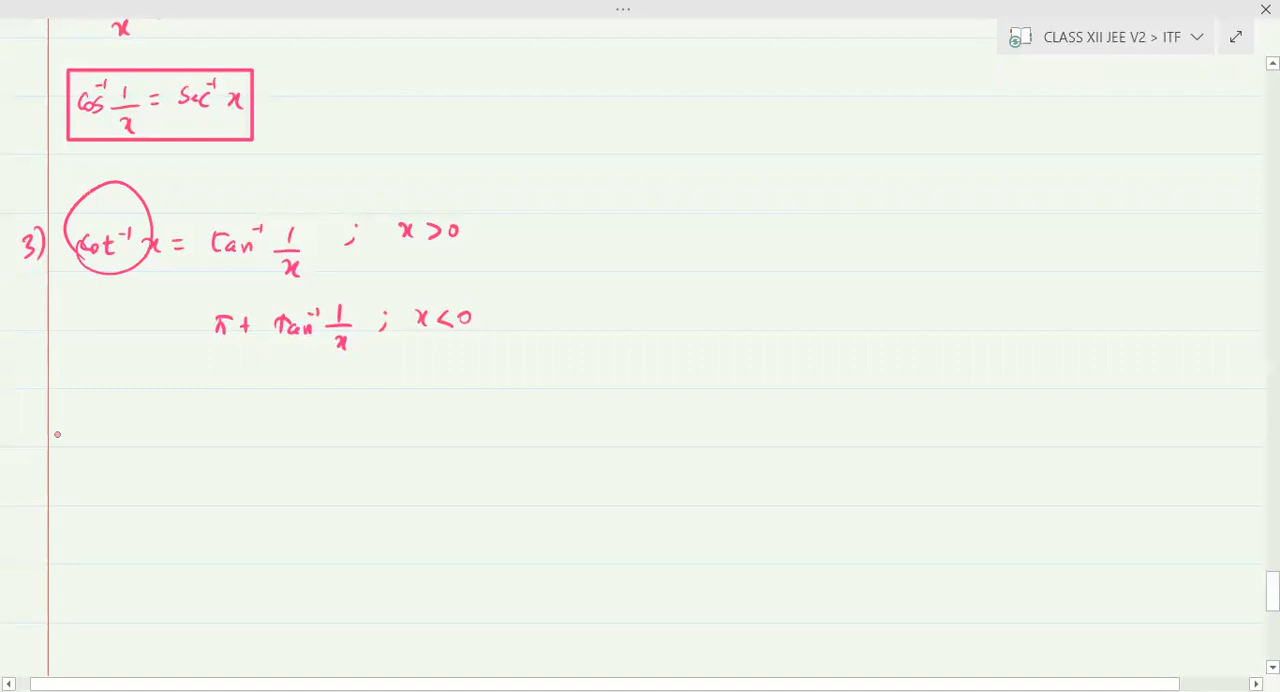 ...
CLASS XII JEE V2 > ITF
x
Cos⁻¹ 1/x = Sec⁻¹ x
3) Cot⁻¹ x = tan⁻¹ 1/x ; x > 0
π + tan⁻¹ 1/x ; x < 0